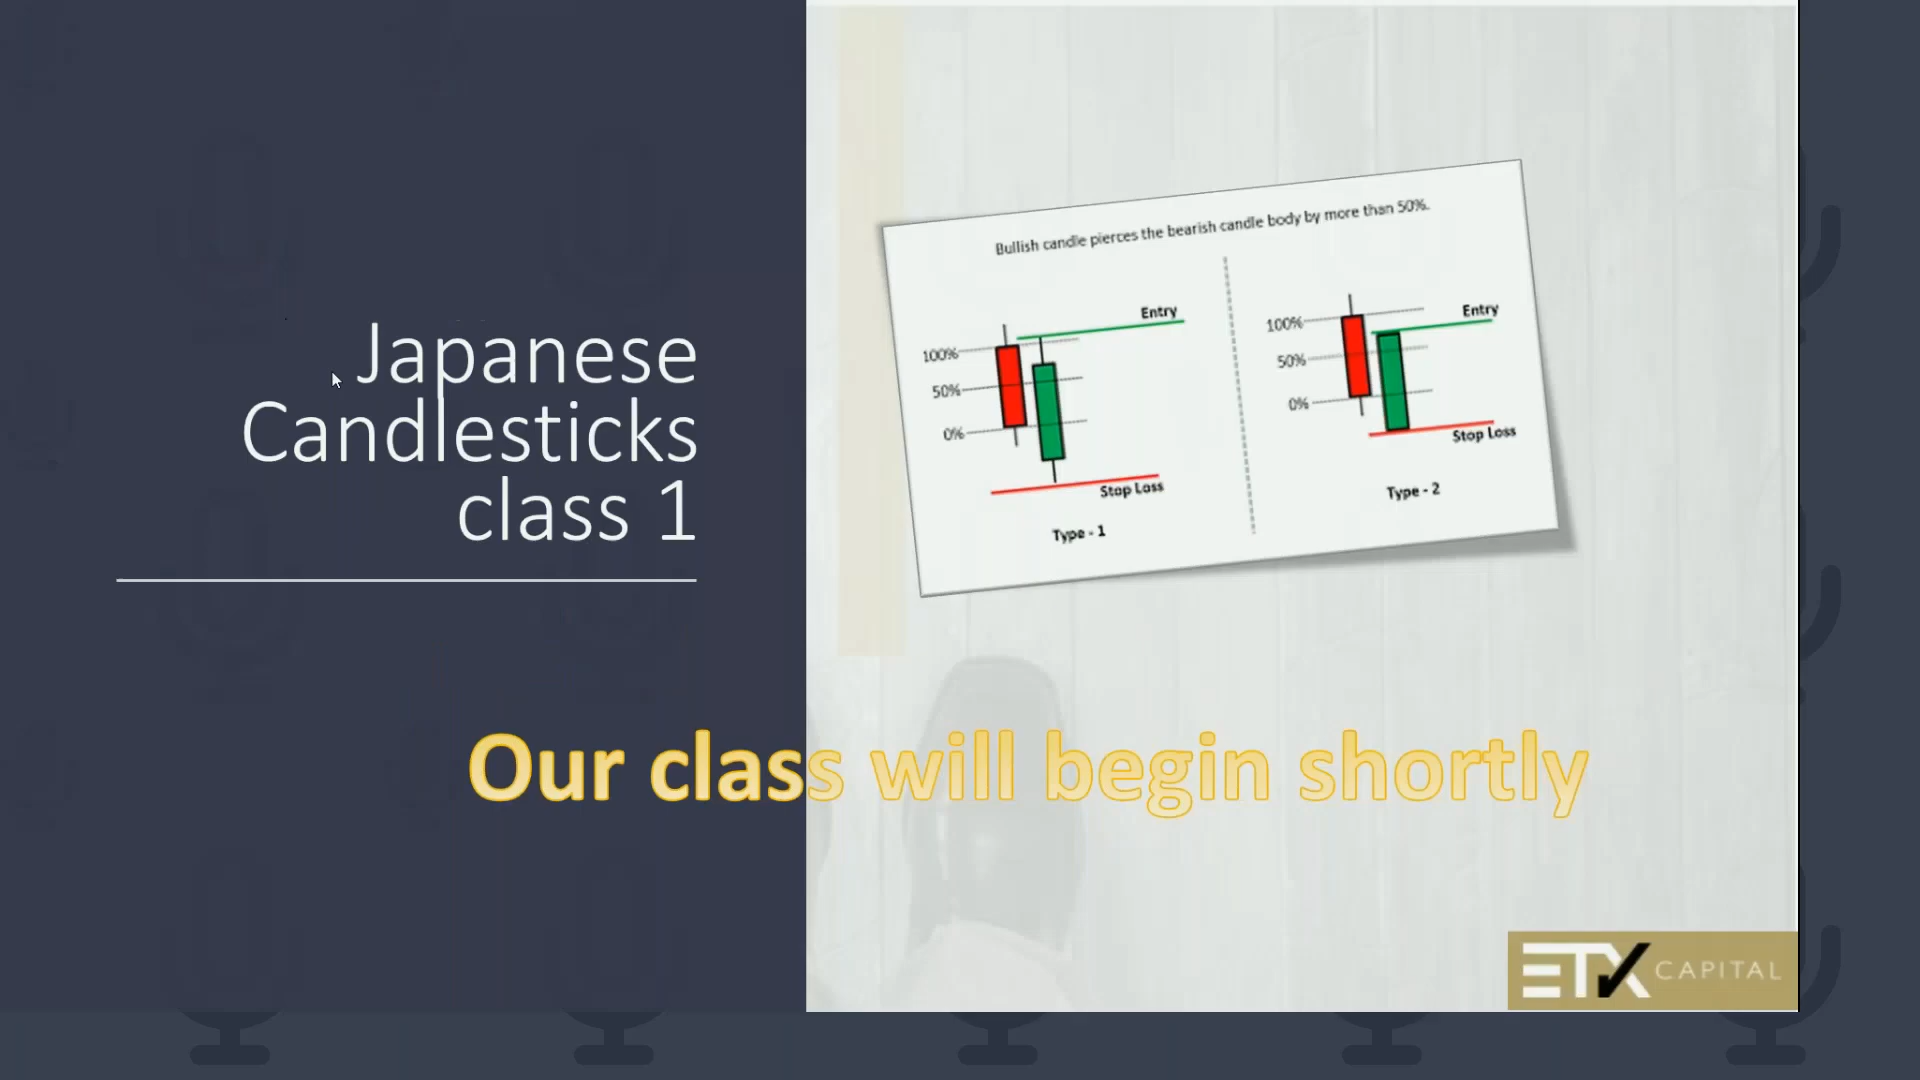 Japanese
Candlesticks
class 1
Bullish candle pierces the bearish candle body by more than 50%.
Entry
100%
50%
0%
Stop Loss
Type - 1
Entry
100%
50%
0%
Stop Loss
Type - 2
Our class will begin shortly
ETX CAPITAL